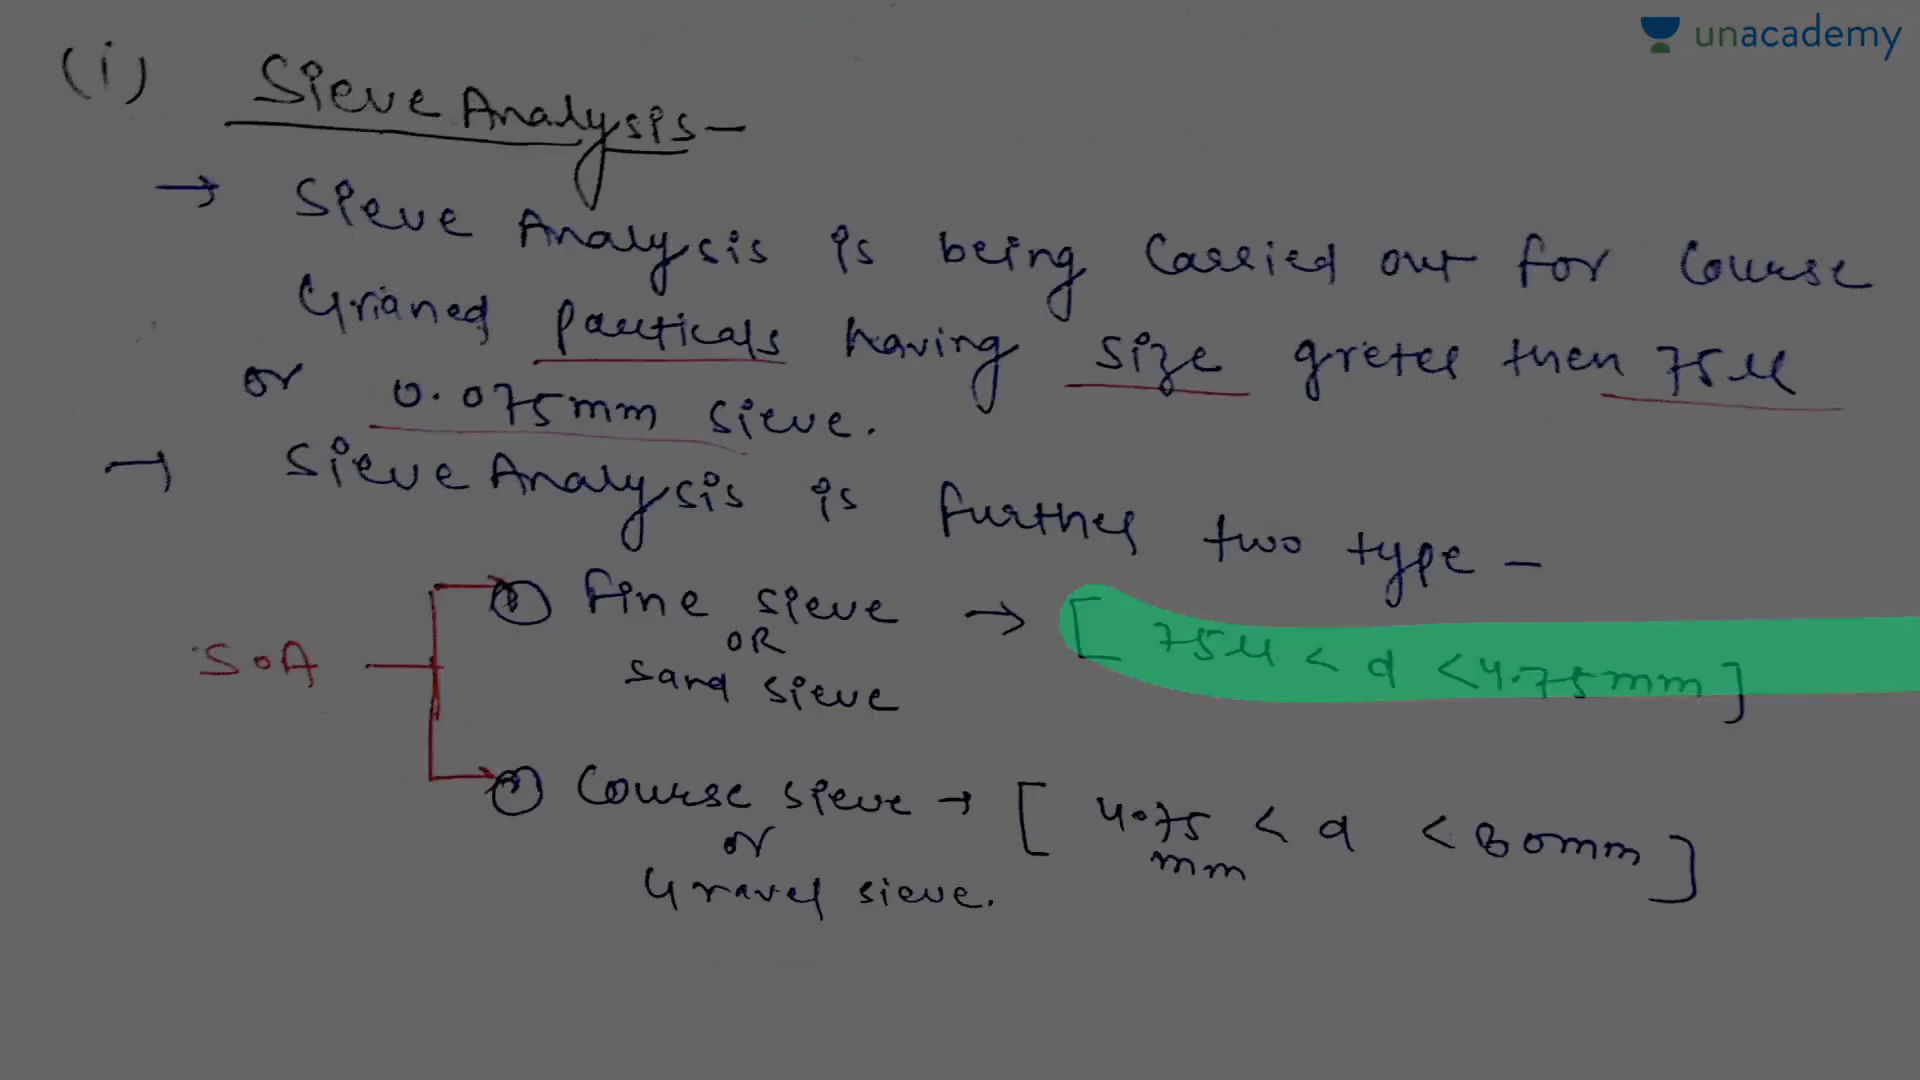 unacademy
(i) Sieve Analysis -
→ Sieve Analysis is being Carried out for Course
Grianed particals having size greter then 75μ
or 0.075mm sieve.
→ Sieve Analysis is further two type -
① fine sieve → [ 75μ < d < 4.75mm ]
OR
S.A
sand sieve
② Course sieve → [ 4.75 < d < 80mm ]
mm
or
Gravel sieve.